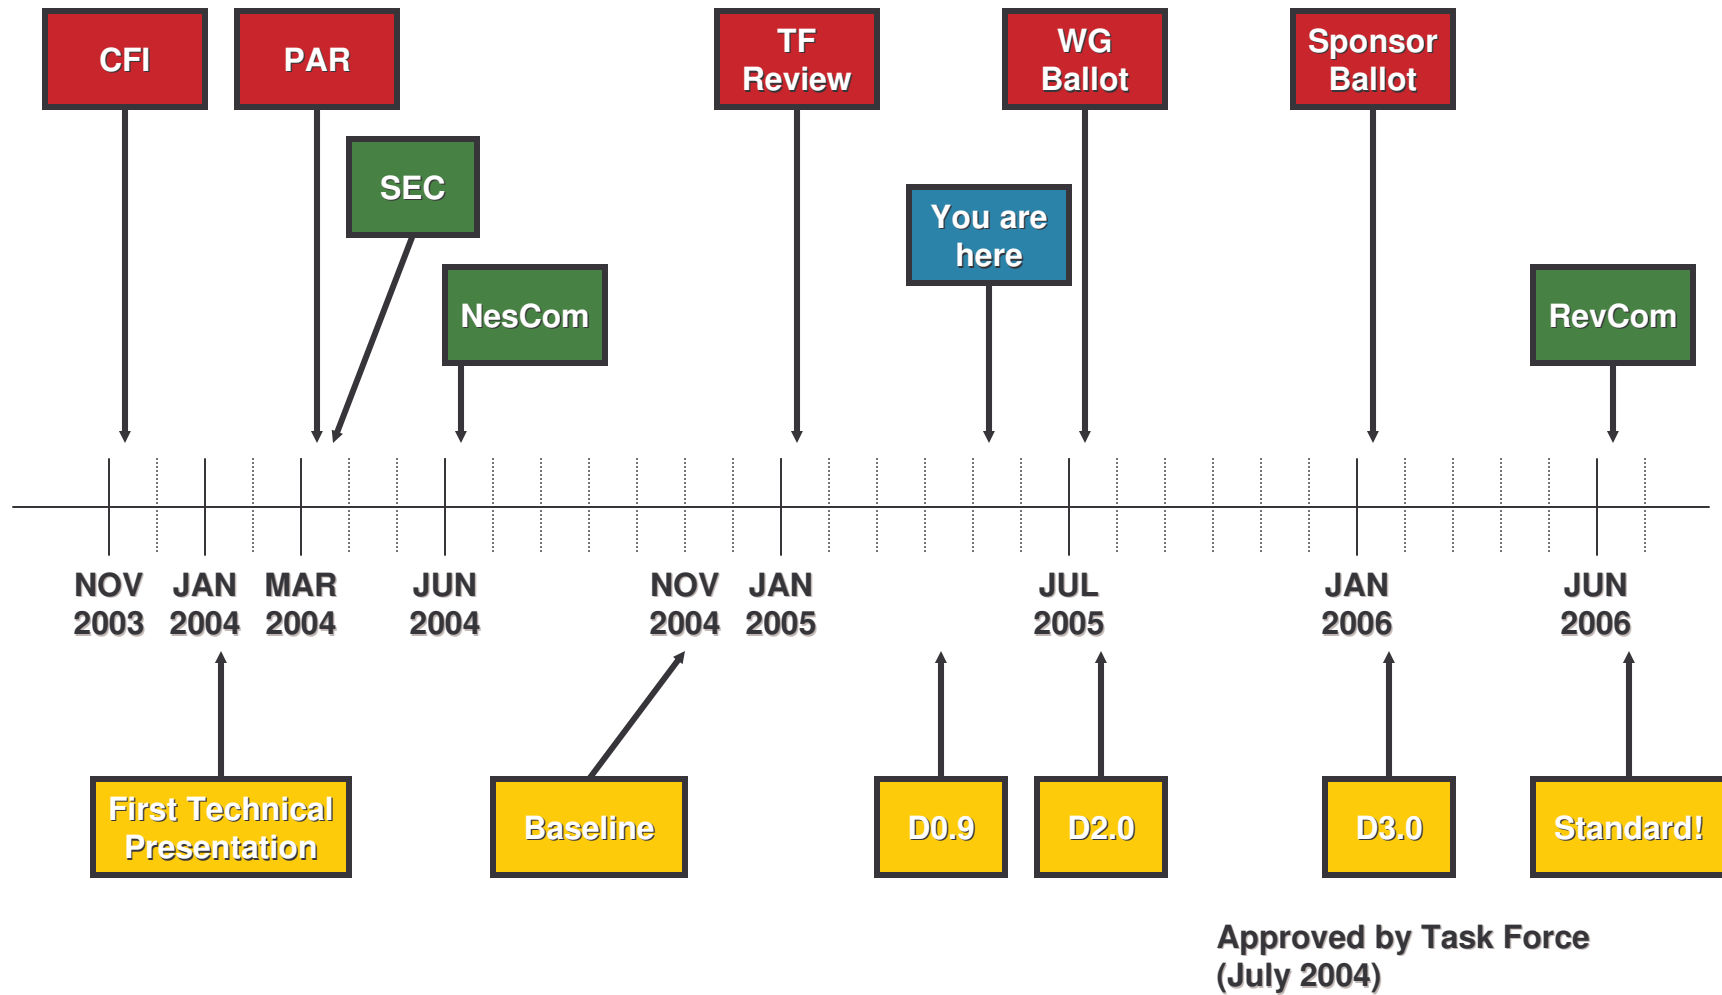 CFI
PAR
TF
Review
WG
Ballot
Sponsor
Ballot
SEC
You are
here
NesCom
RevCom
NOV
2003
JAN
2004
MAR
2004
JUN
2004
NOV
2004
JAN
2005
JUL
2005
JAN
2006
JUN
2006
First Technical
Presentation
Baseline
D0.9
D2.0
D3.0
Standard!
Approved by Task Force
(July 2004)